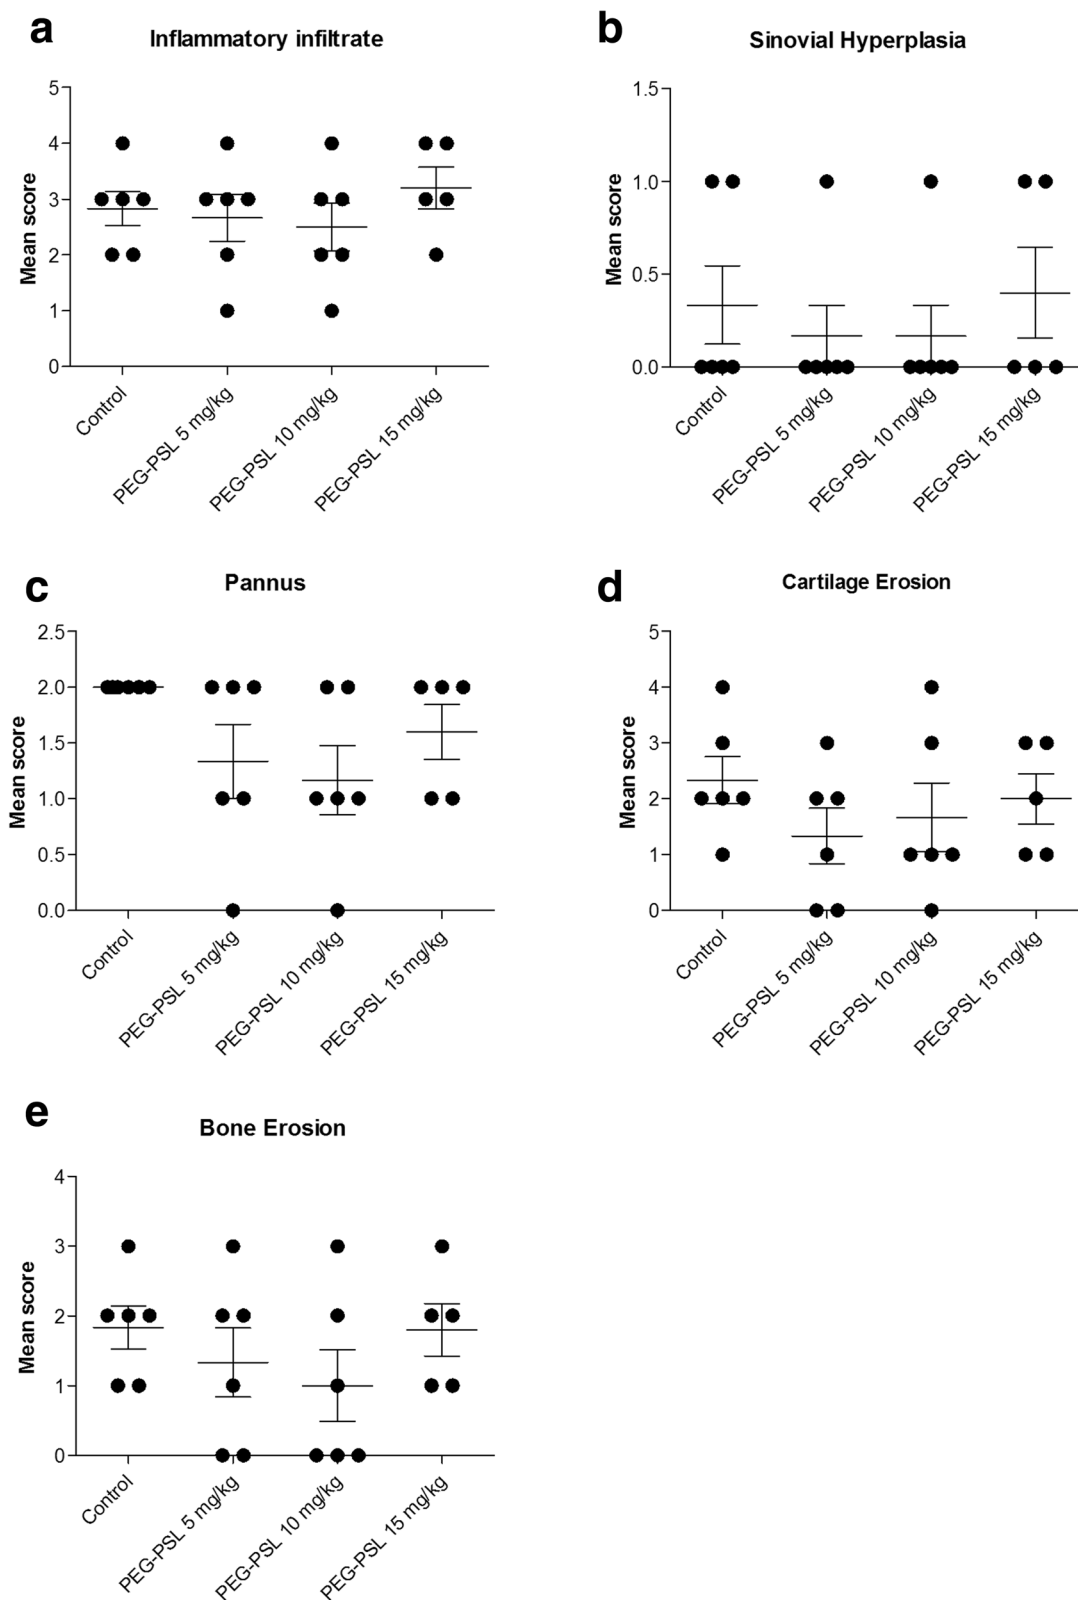 a
Inflammatory infiltrate
Mean score
5
4
3
2
1
0
Control
PEG-PSL 5 mg/kg
PEG-PSL 10 mg/kg
PEG-PSL 15 mg/kg
b
Sinovial Hyperplasia
Mean score
1.5
1.0
0.5
0.0
Control
PEG-PSL 5 mg/kg
PEG-PSL 10 mg/kg
PEG-PSL 15 mg/kg
c
Pannus
Mean score
2.5
2.0
1.5
1.0
0.5
0.0
Control
PEG-PSL 5 mg/kg
PEG-PSL 10 mg/kg
PEG-PSL 15 mg/kg
d
Cartilage Erosion
Mean score
5
4
3
2
1
0
Control
PEG-PSL 5 mg/kg
PEG-PSL 10 mg/kg
PEG-PSL 15 mg/kg
e
Bone Erosion
Mean score
4
3
2
1
0
Control
PEG-PSL 5 mg/kg
PEG-PSL 10 mg/kg
PEG-PSL 15 mg/kg